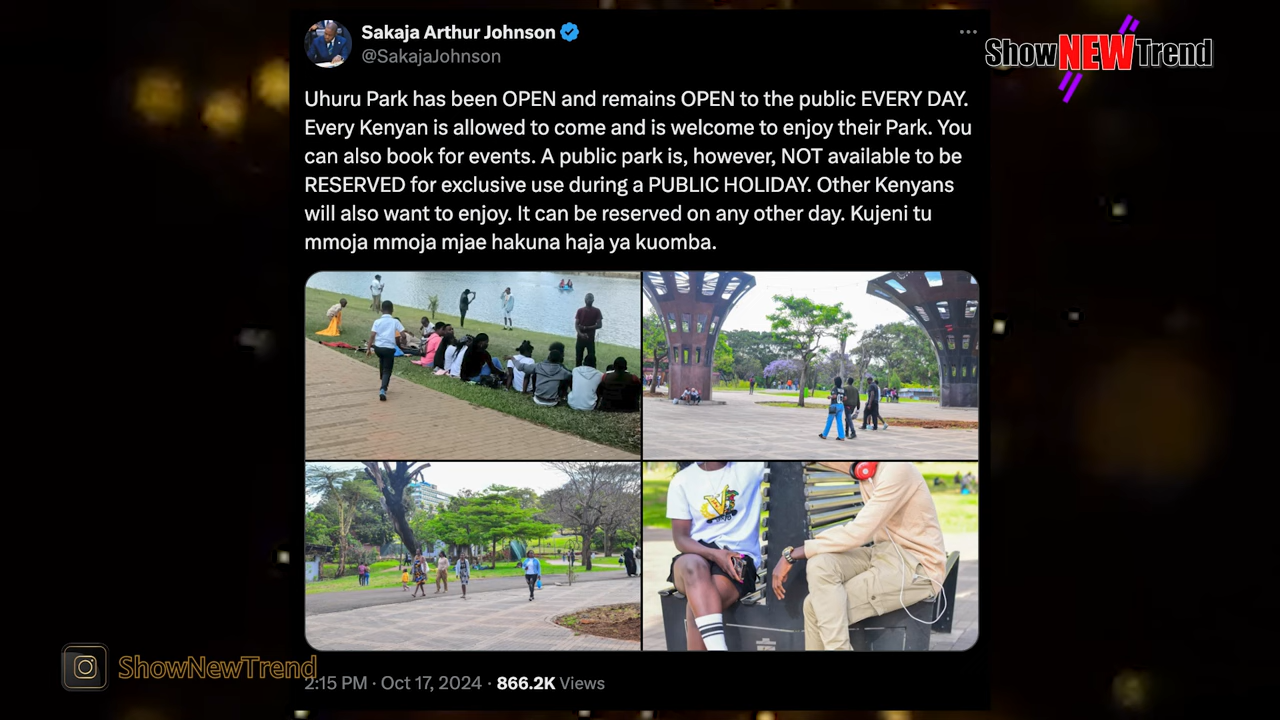 Sakaja Arthur Johnson
@SakajaJohnson
ShowNEWTrend
Uhuru Park has been OPEN and remains OPEN to the public EVERY DAY.
Every Kenyan is allowed to come and is welcome to enjoy their Park. You
can also book for events. A public park is, however, NOT available to be
RESERVED for exclusive use during a PUBLIC HOLIDAY. Other Kenyans
will also want to enjoy. It can be reserved on any other day. Kujeni tu
mmoja mmoja mjae hakuna haja ya kuomba.
ShowNewTrend
2:15 PM · Oct 17, 2024 · 866.2K Views